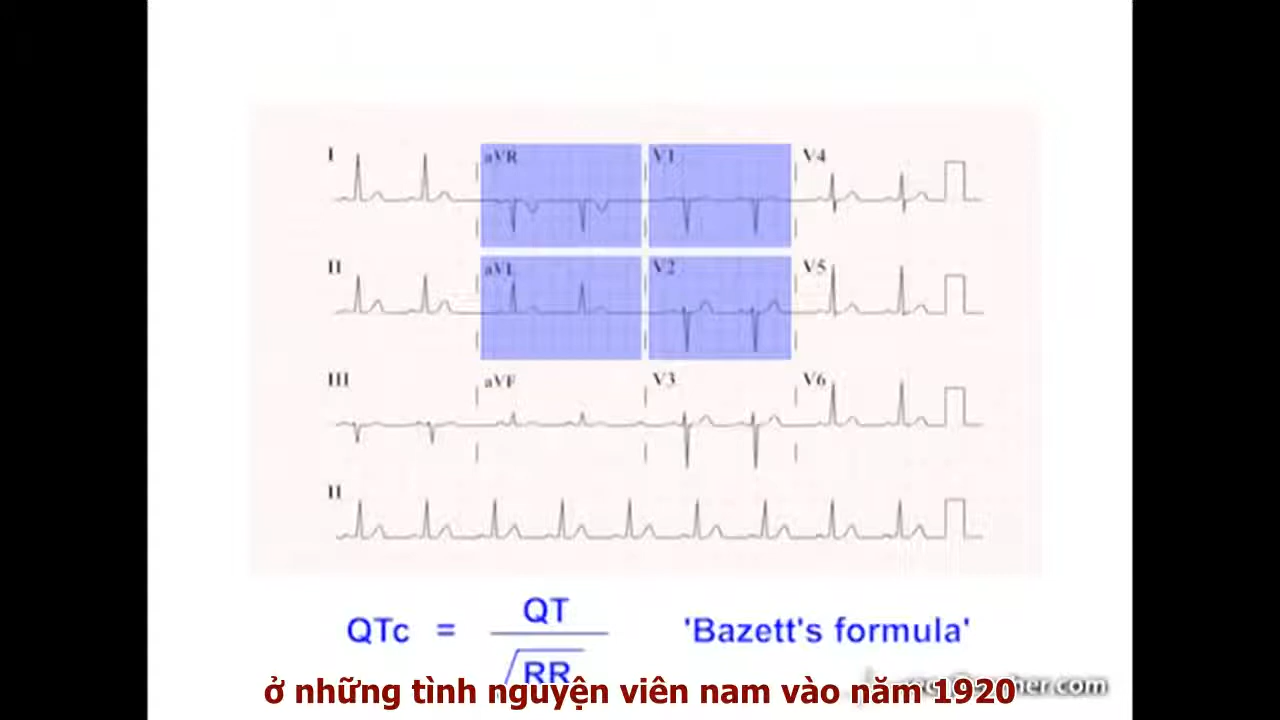 I aVR V1 V4
II aVL V2 V5
III aVF V3 V6
II
QTc = QT / √RR 'Bazett's formula'
ở những tình nguyện viên nam vào năm 1920